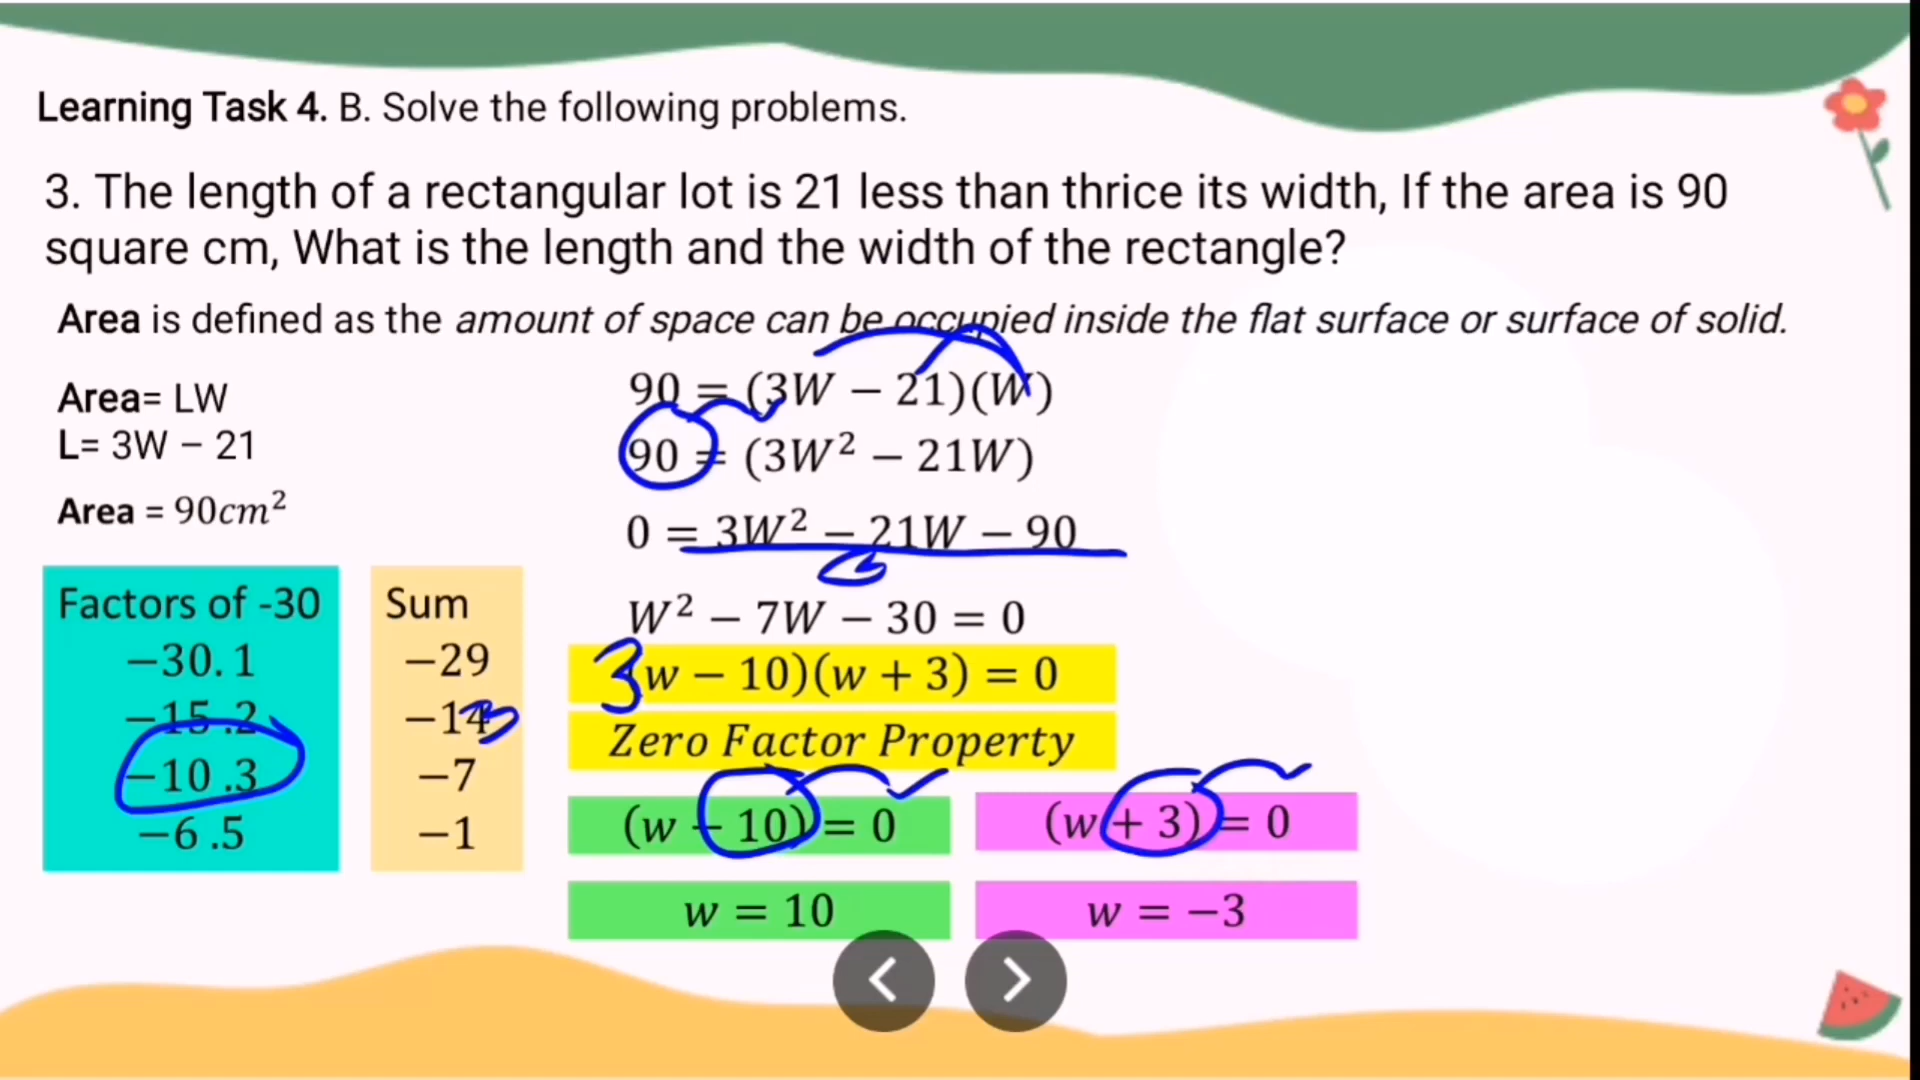 Learning Task 4. B. Solve the following problems.
3. The length of a rectangular lot is 21 less than thrice its width, If the area is 90
square cm, What is the length and the width of the rectangle?
Area is defined as the amount of space can be occupied inside the flat surface or surface of solid.
Area= LW
L= 3W – 21
Area = 90cm²
90 = (3W − 21)(W)
90 = (3W² − 21W)
0 = 3W² − 21W − 90
3
W² − 7W − 30 = 0
Factors of -30
−30. 1
−15 .2
−10 .3
−6 .5
Sum
−29
−14
−7
−1
3
(w − 10)(w + 3) = 0
Zero Factor Property
(w − 10) = 0
(w + 3) = 0
w = 10
w = −3